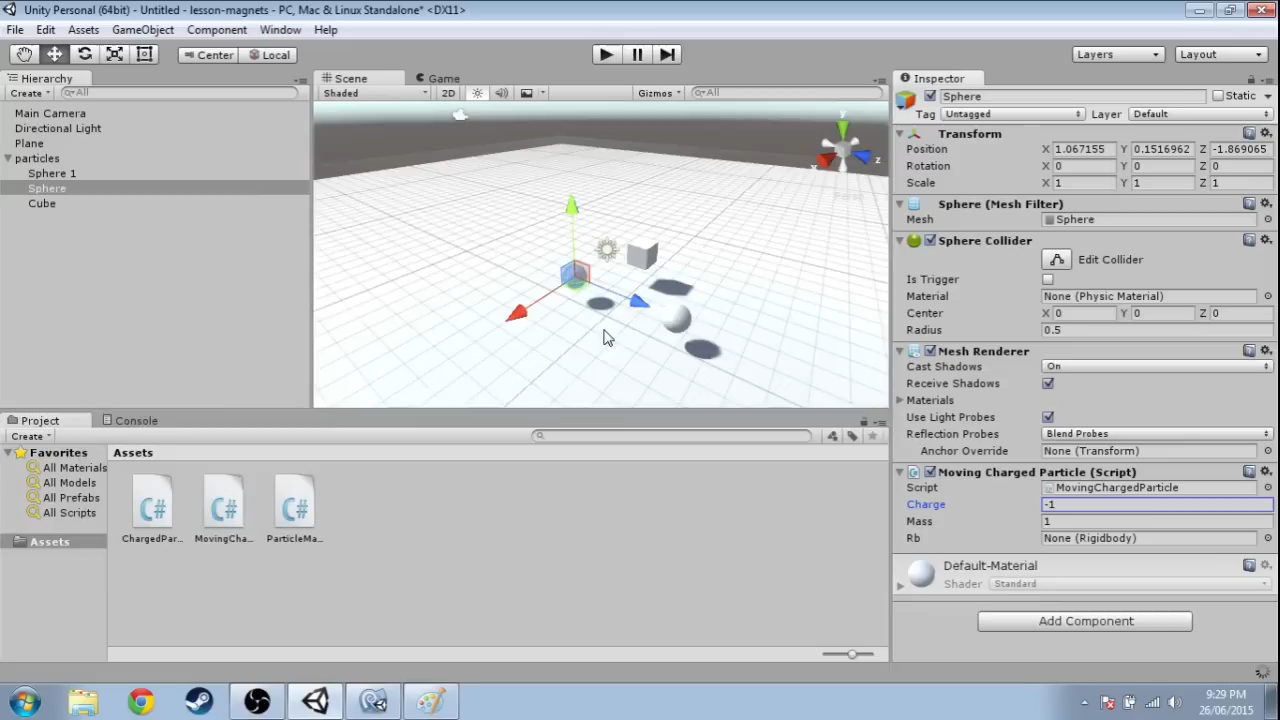 Unity Personal (64bit) - Untitled - lesson-magnets - PC, Mac & Linux Standalone* <DX11>
File Edit Assets GameObject Component Window Help
Center Local Layers Layout
Hierarchy
Create All
Main Camera
Directional Light
Plane
particles
Sphere 1
Sphere
Cube
Scene Game
Shaded 2D Gizmos All
y
z
Inspector
Sphere Static
Tag Untagged Layer Default
Transform
Position X 1.067155 Y 0.1516962 Z -1.869065
Rotation X 0 Y 0 Z 0
Scale X 1 Y 1 Z 1
Sphere (Mesh Filter)
Mesh Sphere
Sphere Collider
Edit Collider
Is Trigger
Material None (Physic Material)
Center X 0 Y 0 Z 0
Radius 0.5
Mesh Renderer
Cast Shadows On
Receive Shadows
Materials
Use Light Probes
Reflection Probes Blend Probes
Anchor Override None (Transform)
Moving Charged Particle (Script)
Script MovingChargedParticle
Charge -1
Mass 1
Rb None (Rigidbody)
Default-Material
Shader Standard
Add Component
Project Console
Create
Favorites
All Materials
All Models
All Prefabs
All Scripts
Assets
Assets
C# C# C#
ChargedPar... MovingCha... ParticleMa...
9:29 PM
26/06/2015